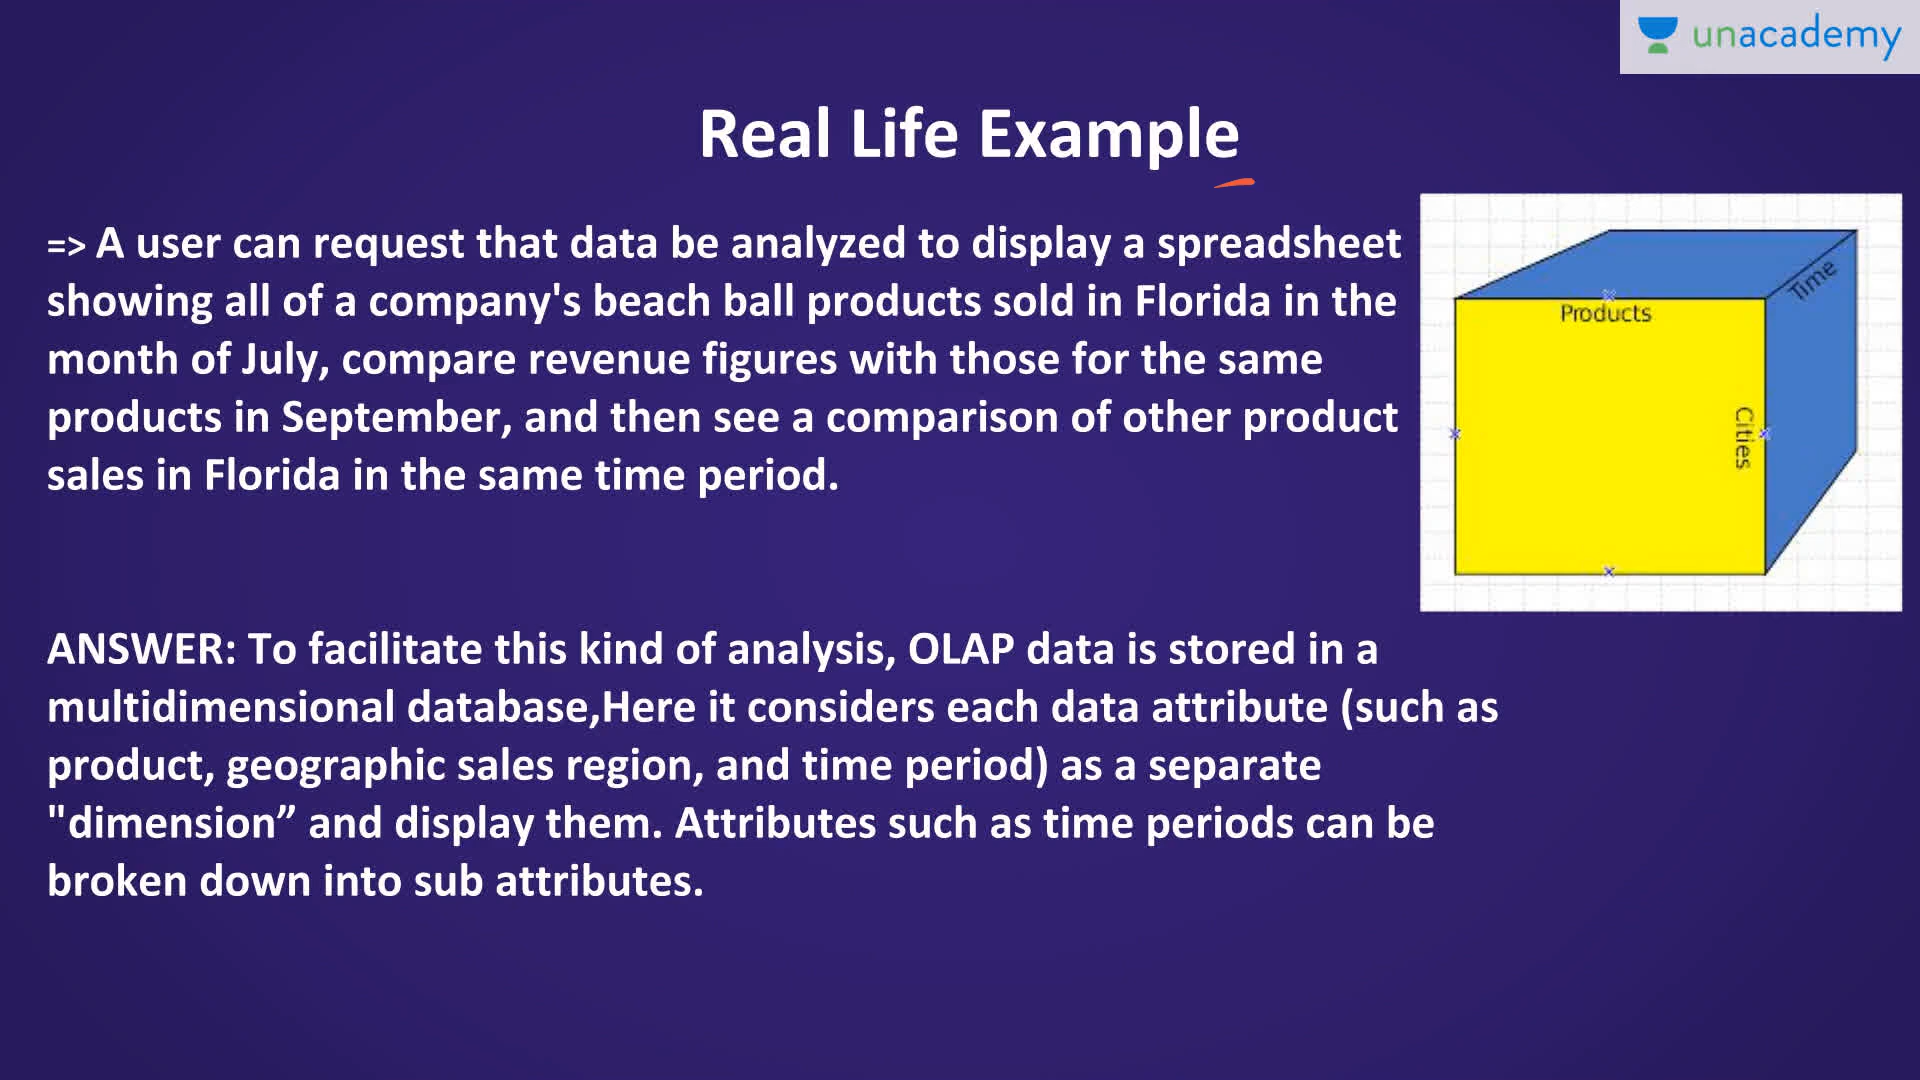 unacademy
Real Life Example
=> A user can request that data be analyzed to display a spreadsheet
showing all of a company's beach ball products sold in Florida in the
month of July, compare revenue figures with those for the same
products in September, and then see a comparison of other product
sales in Florida in the same time period.
Time
Products
Cities
ANSWER: To facilitate this kind of analysis, OLAP data is stored in a
multidimensional database,Here it considers each data attribute (such as
product, geographic sales region, and time period) as a separate
"dimension” and display them. Attributes such as time periods can be
broken down into sub attributes.